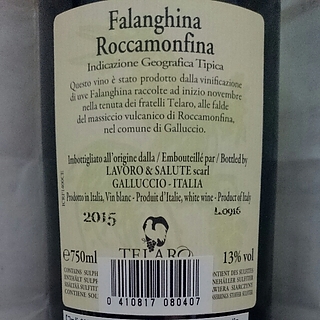 Falanghina
Roccamonfina
Indicazione Geografica Tipica
Questo vino è stato prodotto dalla vinificazione
di uve Falanghina raccolte ad inizio novembre
nella tenuta dei fratelli Telaro, alle falde
del massiccio vulcanico di Roccamonfina,
nel comune di Galluccio.
Imbottigliato all'origine dalla / Embouteillé par / Bottled by
LAVORO & SALUTE scarl
GALLUCCIO - ITALIA
Prodotto in Italia, Vin blanc - Produit d'Italie, white wine - Product of Italy
2015
L0916
TELARO
e 750ml
13% vol
0 410817 080407